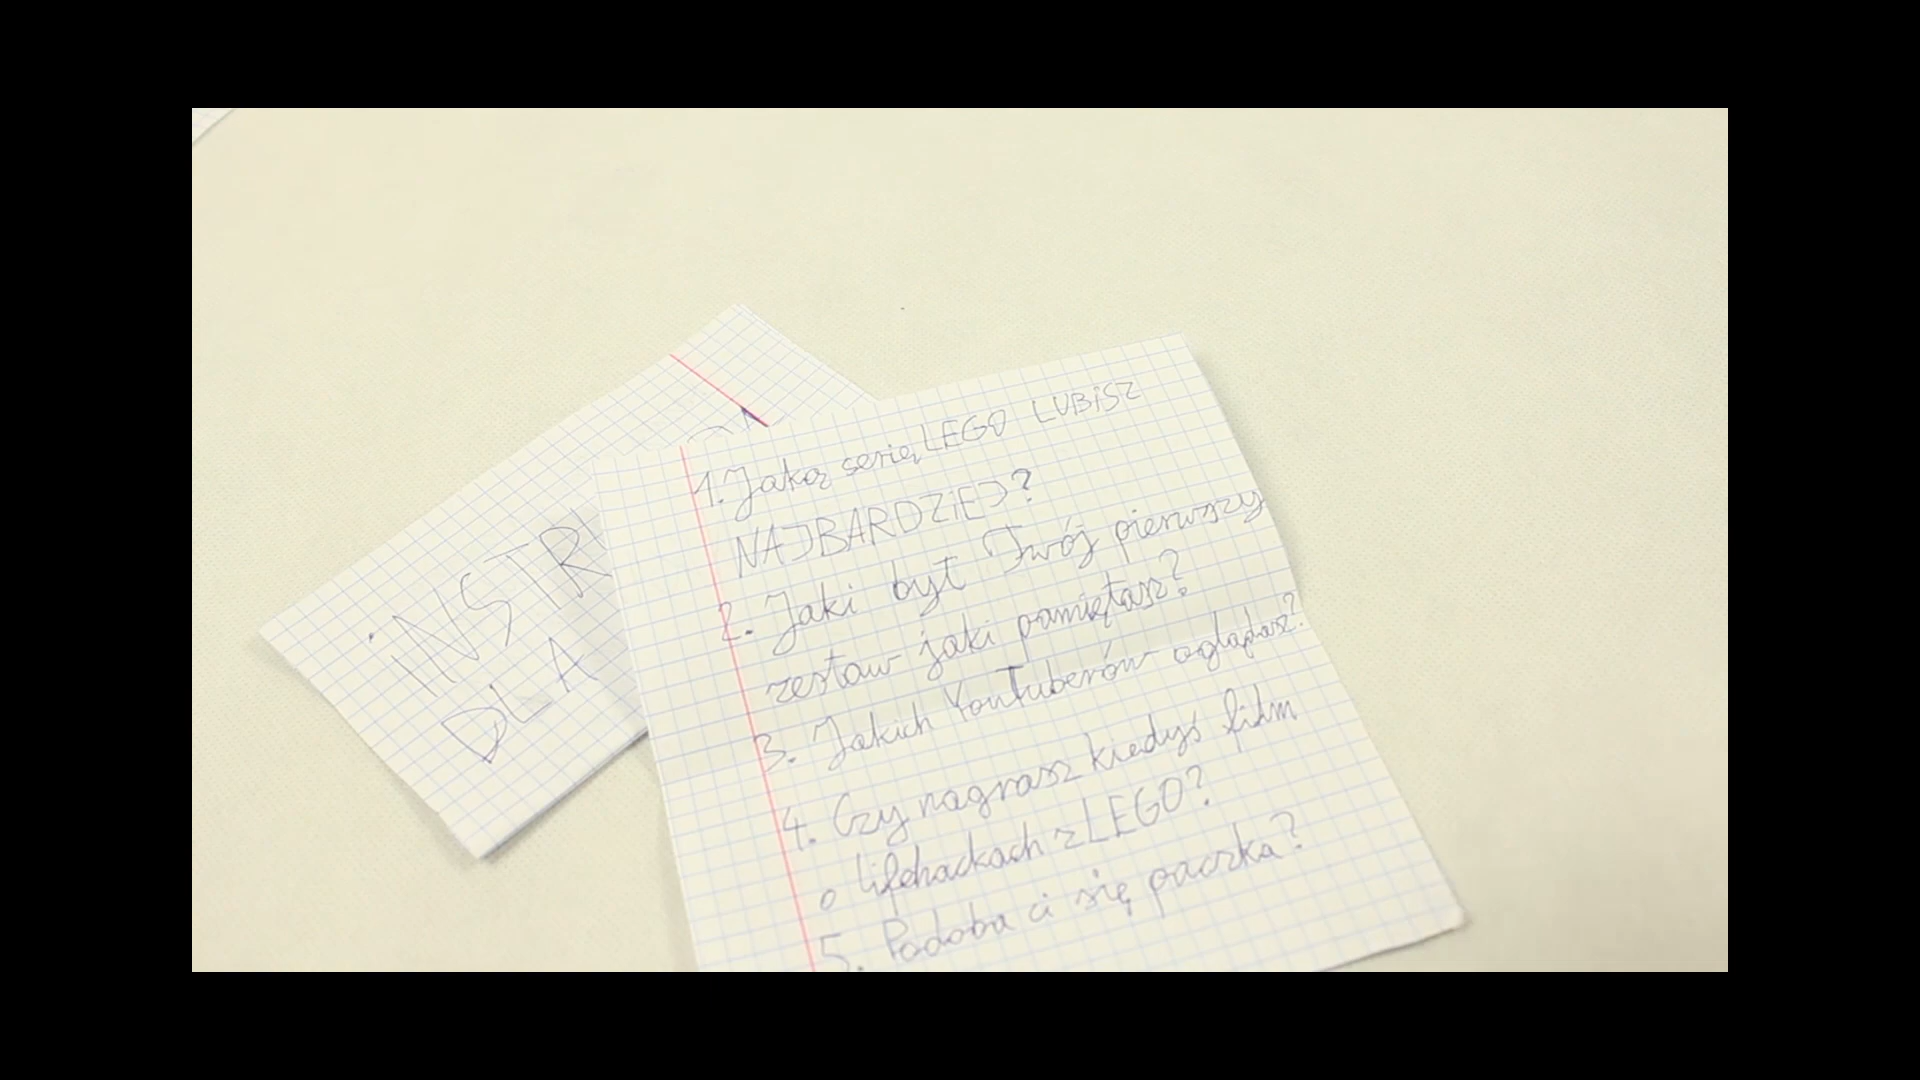 INSTR
DLA
1. Jaką serię LEGO LUBISZ
NAJBARDZIEJ?
2. Jaki był Twój pierwszy
zestaw jaki pamiętasz?
3. Jakich YouTuberów oglądasz?
4. Czy nagrasz kiedyś film
o lifehackach z LEGO?
5. Podoba ci się paczka?